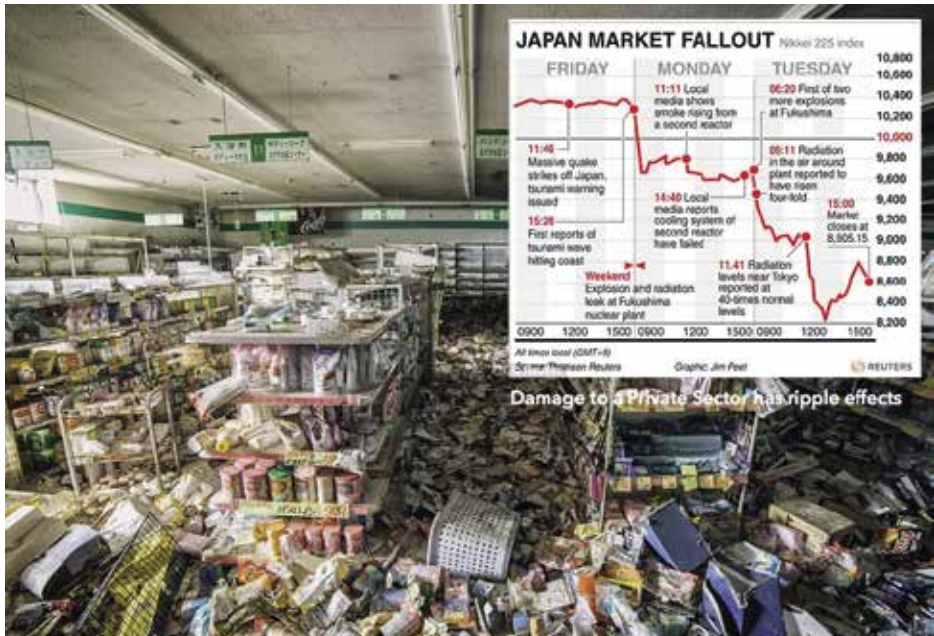 JAPAN MARKET FALLOUT Nikkei 225 index
FRIDAY
MONDAY
TUESDAY
10,800
10,600
10,400
10,200
10,000
9,800
9,600
9,400
9,200
9,000
8,800
8,600
8,400
8,200
11:46
Massive quake
strikes off Japan,
tsunami warning
issued
15:26
First reports of
tsunami wave
hitting coast
Weekend
Explosion and radiation
leak at Fukushima
nuclear plant
11:11 Local
media shows
smoke rising from
a second reactor
14:40 Local
media reports
cooling system of
second reactor
have failed
06:20 First of two
more explosions
at Fukushima
09:11 Radiation
in the air around
plant reported to
have risen
four-fold
11.41 Radiation
levels near Tokyo
reported at
40-times normal
levels
15:00
Market
closes at
8,605.15
0900 1200 1500 0900 1200 1500 0900 1200 1500
All times local (GMT+9)
Source: Thomson Reuters
Graphic: Jim Peet
REUTERS
Damage to a Private Sector has ripple effects
11